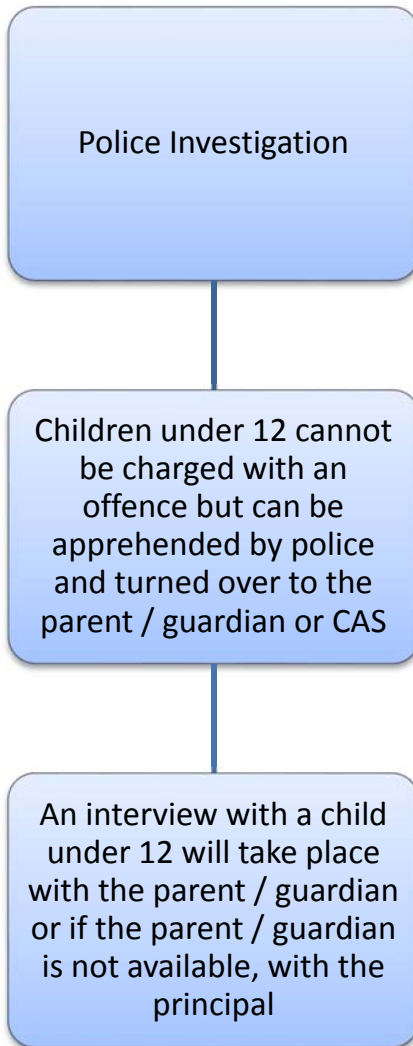 Police Investigation
Children under 12 cannot
be charged with an
offence but can be
apprehended by police
and turned over to the
parent / guardian or CAS
An interview with a child
under 12 will take place
with the parent / guardian
or if the parent / guardian
is not available, with the
principal